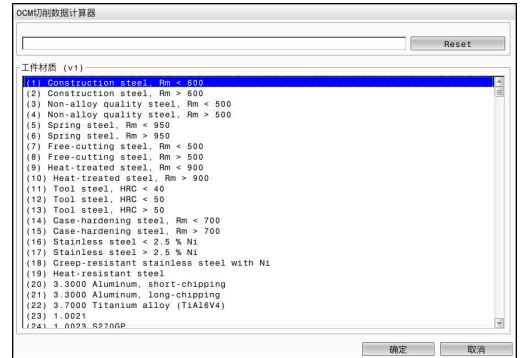 OCM切削数据计算器
Reset
工件材质 (v1)
(1) Construction steel, Rm < 600
(2) Construction steel, Rm > 600
(3) Non-alloy quality steel, Rm < 500
(4) Non-alloy quality steel, Rm > 500
(5) Spring steel, Rm < 950
(6) Spring steel, Rm > 950
(7) Free-cutting steel, Rm < 500
(8) Free-cutting steel, Rm > 500
(9) Heat-treated steel, Rm < 900
(10) Heat-treated steel, Rm > 900
(11) Tool steel, HRC < 40
(12) Tool steel, HRC < 50
(13) Tool steel, HRC > 50
(14) Case-hardening steel, Rm < 700
(15) Case-hardening steel, Rm > 700
(16) Stainless steel < 2.5 % Ni
(17) Stainless steel > 2.5 % Ni
(18) Creep-resistant stainless steel with Ni
(19) Heat-resistant steel
(20) 3.3000 Aluminum, short-chipping
(21) 3.3000 Aluminum, long-chipping
(22) 3.7000 Titanium alloy (TiAl6V4)
(23) 1.0021
(24) 1.0023 S270GP
确定
取消